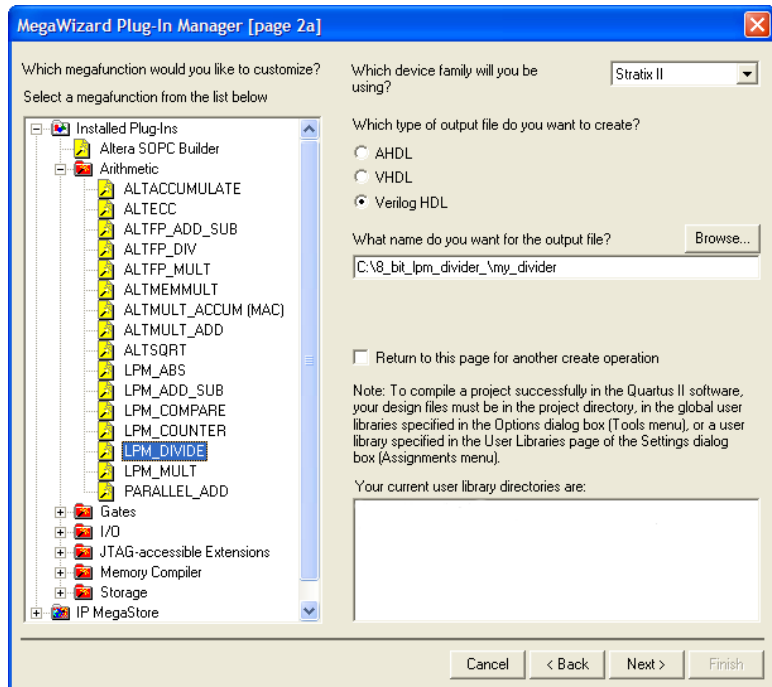 MegaWizard Plug-In Manager [page 2a]
Which megafunction would you like to customize?
Select a megafunction from the list below
Installed Plug-Ins
Altera SOPC Builder
Arithmetic
ALTACCUMULATE
ALTECC
ALTFP_ADD_SUB
ALTFP_DIV
ALTFP_MULT
ALTMEMMULT
ALTMULT_ACCUM (MAC)
ALTMULT_ADD
ALTSQRT
LPM_ABS
LPM_ADD_SUB
LPM_COMPARE
LPM_COUNTER
LPM_DIVIDE
LPM_MULT
PARALLEL_ADD
Gates
I/O
JTAG-accessible Extensions
Memory Compiler
Storage
IP MegaStore
Which device family will you be
using?
Stratix II
Which type of output file do you want to create?
AHDL
VHDL
Verilog HDL
What name do you want for the output file?
Browse...
C:\8_bit_lpm_divider_\my_divider
Return to this page for another create operation
Note: To compile a project successfully in the Quartus II software,
your design files must be in the project directory, in the global user
libraries specified in the Options dialog box (Tools menu), or a user
library specified in the User Libraries page of the Settings dialog
box (Assignments menu).
Your current user library directories are:
Cancel
< Back
Next >
Finish